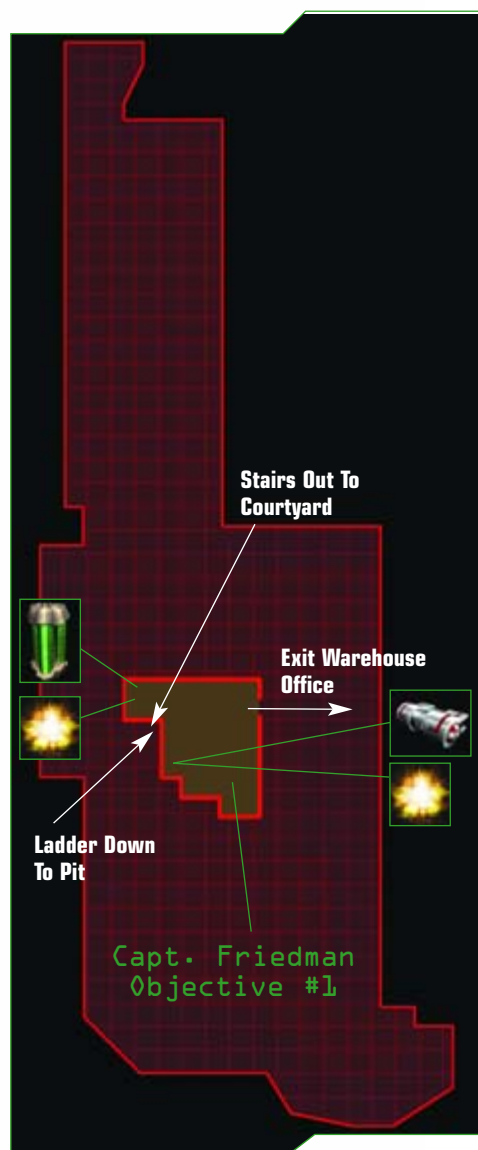 Stairs Out To
Courtyard
Exit Warehouse
Office
Ladder Down
To Pit
Capt. Friedman
Objective #1